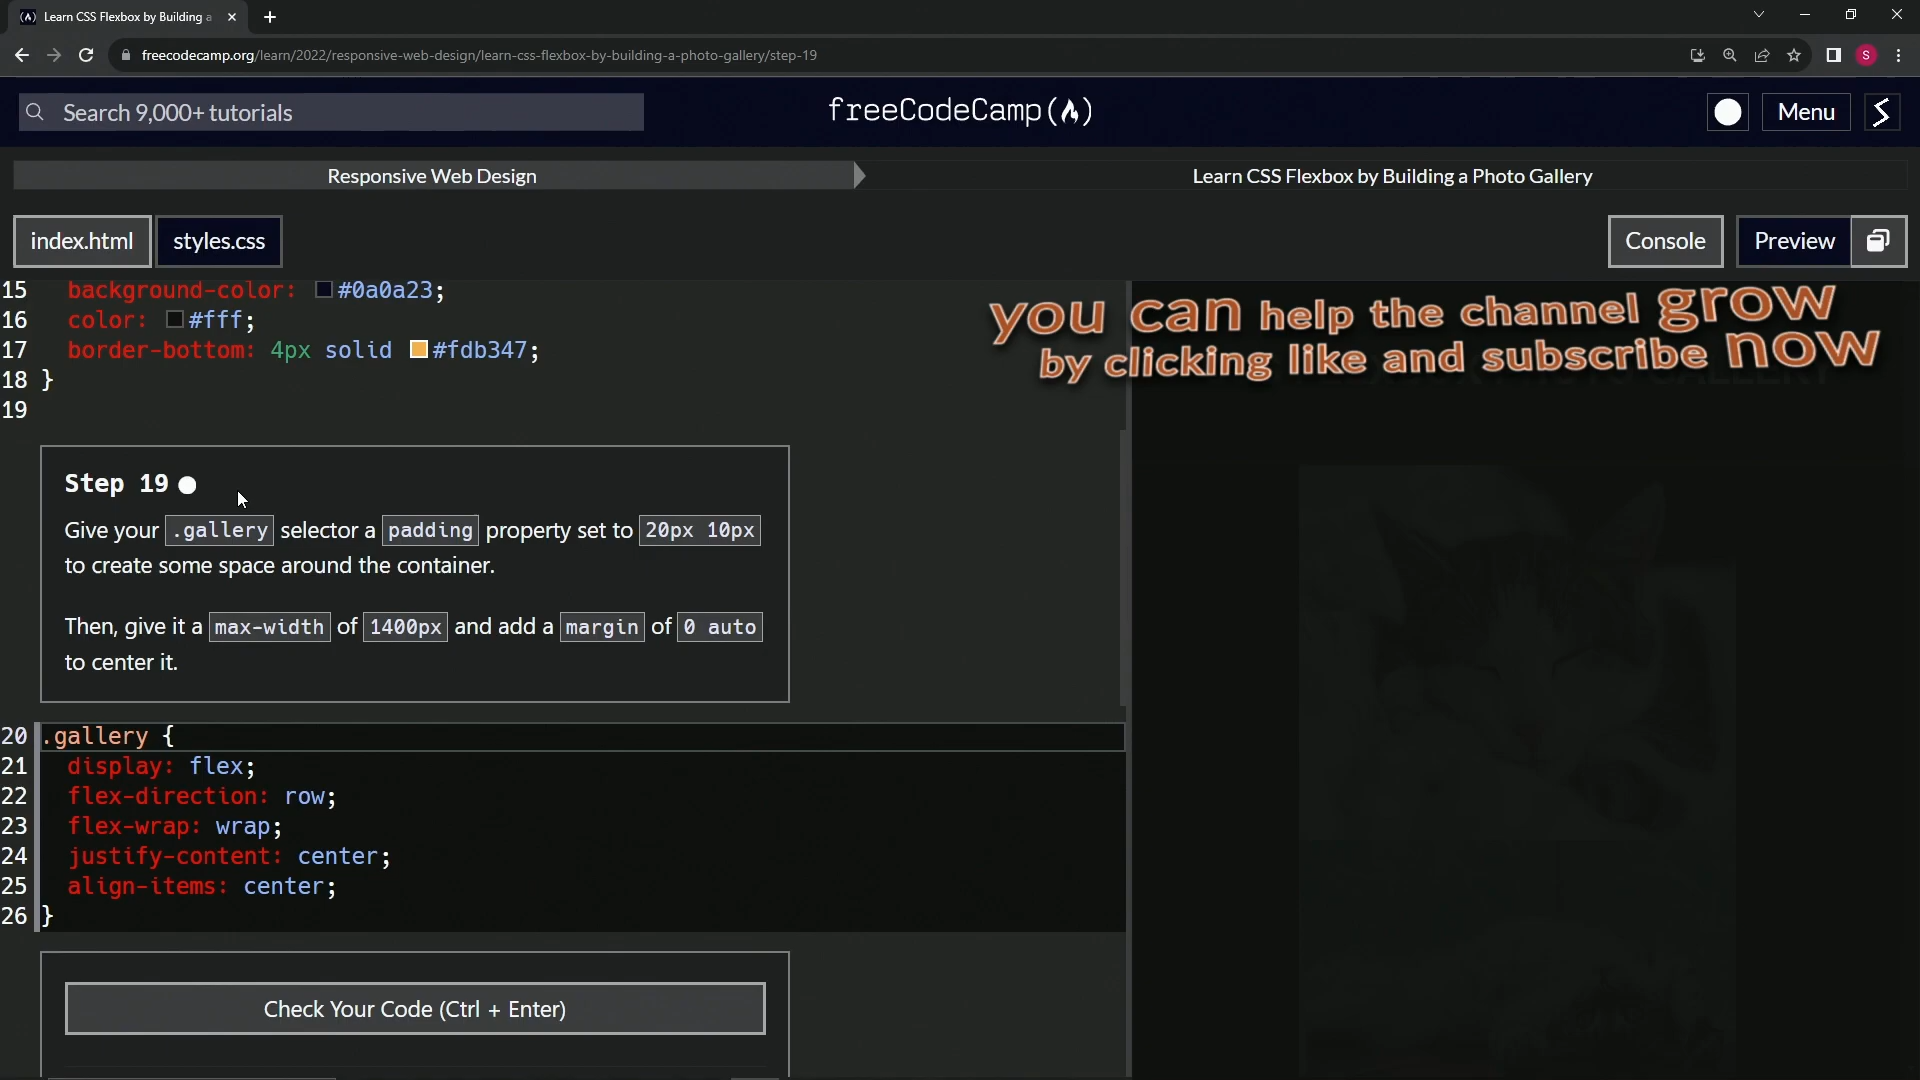 Learn CSS Flexbox by Building a
freecodecamp.org/learn/2022/responsive-web-design/learn-css-flexbox-by-building-a-photo-gallery/step-19
S
Search 9,000+ tutorials
freeCodeCamp
Menu
Responsive Web Design
Learn CSS Flexbox by Building a Photo Gallery
index.html
styles.css
Console
Preview
you can help the channel grow
by clicking like and subscribe now
15 background-color: #0a0a23;
16 color: #fff;
17 border-bottom: 4px solid #fdb347;
18 }
19
Step 19
Give your .gallery selector a padding property set to 20px 10px
to create some space around the container.
Then, give it a max-width of 1400px and add a margin of 0 auto
to center it.
20 .gallery {
21 display: flex;
22 flex-direction: row;
23 flex-wrap: wrap;
24 justify-content: center;
25 align-items: center;
26 }
Check Your Code (Ctrl + Enter)